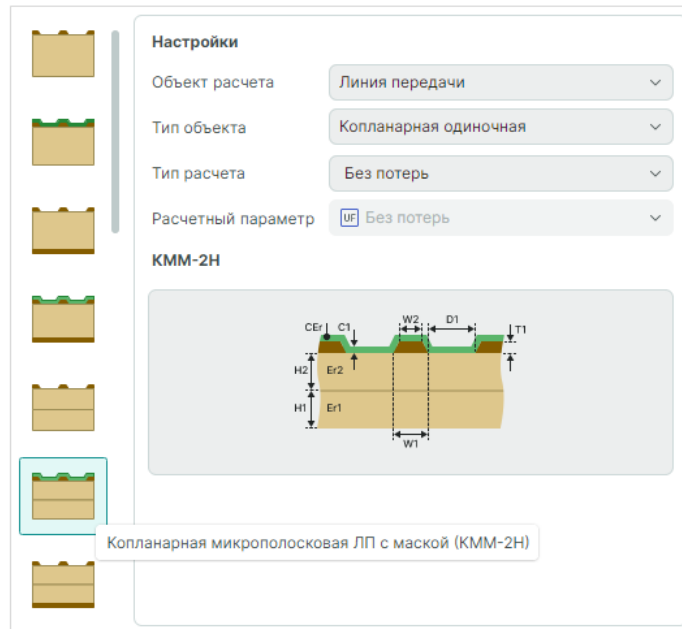 Настройки
Объект расчета Линия передачи
Тип объекта Копланарная одиночная
Тип расчета Без потерь
Расчетный параметр UF Без потерь
КММ-2Н
CEr C1 W2 D1 T1
H2 Er2
H1 Er1
W1
Копланарная микрополосковая ЛП с маской (КММ-2Н)